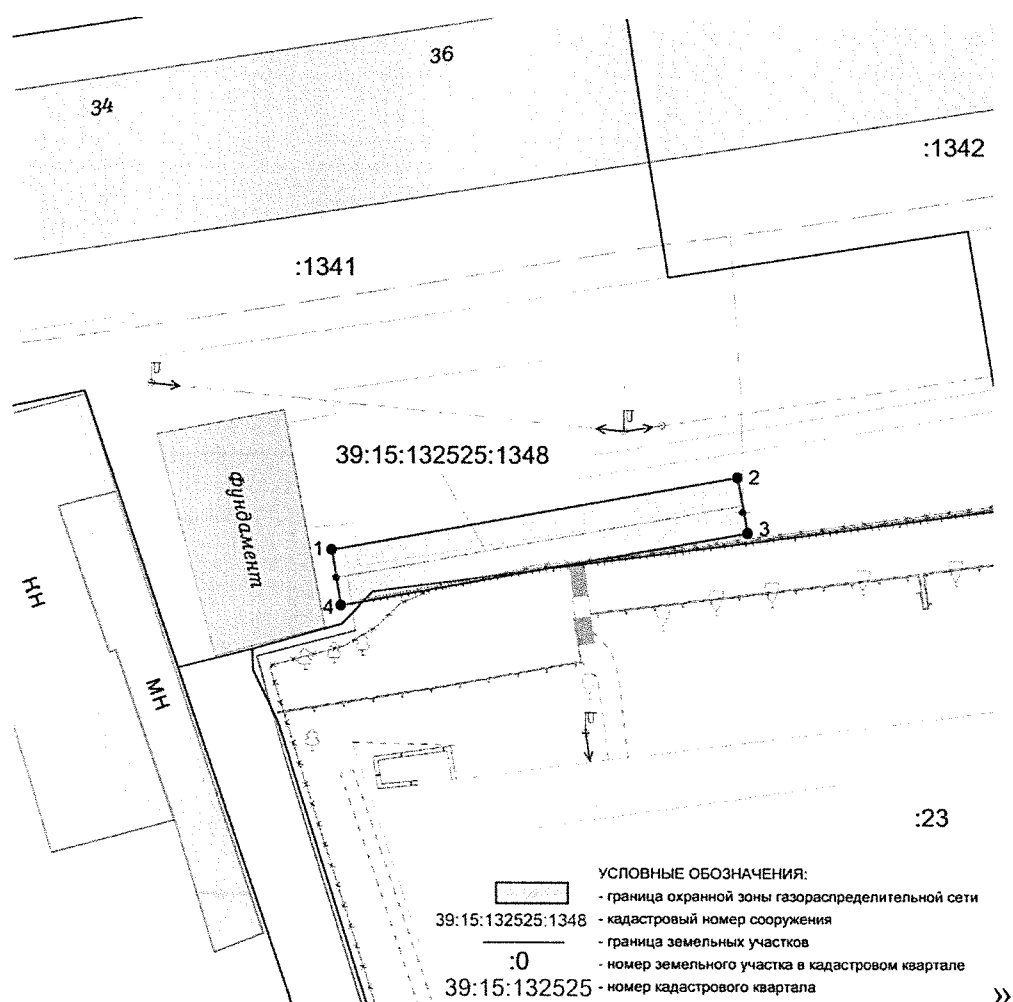 36
34
:1342
:1341
39:15:132525:1348
2
Фундамент
1
3
4
НН
МН
:23
УСЛОВНЫЕ ОБОЗНАЧЕНИЯ:
- граница охранной зоны газораспределительной сети
39:15:132525:1348 - кадастровый номер сооружения
- граница земельных участков
:0 - номер земельного участка в кадастровом квартале
39:15:132525 - номер кадастрового квартала
»